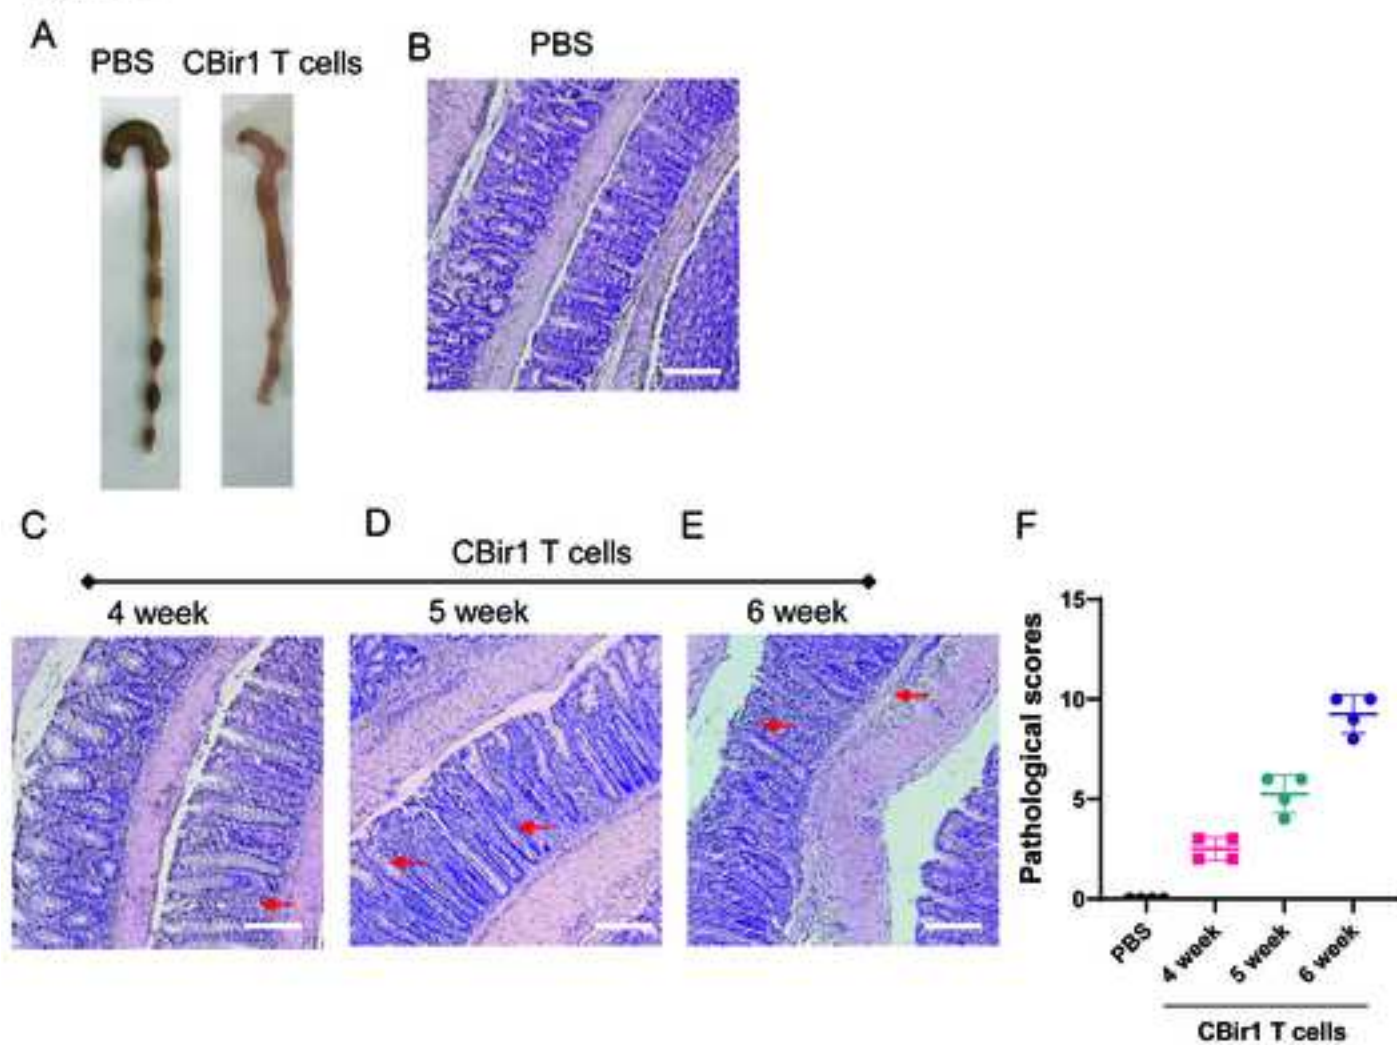 A
PBS
CBir1 T cells
B
PBS
C
D
E
CBir1 T cells
4 week
5 week
6 week
F
Pathological scores
15
10
5
0
PBS
4 week
5 week
6 week
CBir1 T cells